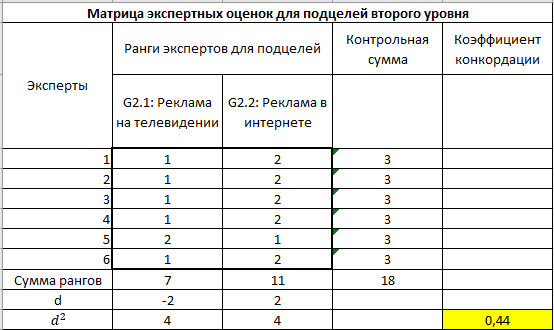 Матрица экспертных оценок для подцелей второго уровня
Эксперты
Ранги экспертов для подцелей
Контрольная
сумма
Коэффициент
конкордации
G2.1: Реклама
на телевидении
G2.2: Реклама в
интернете
1 1 2 3
2 1 2 3
3 1 2 3
4 1 2 3
5 2 1 3
6 1 2 3
Сумма рангов 7 11 18
d -2 2
d² 4 4 0,44